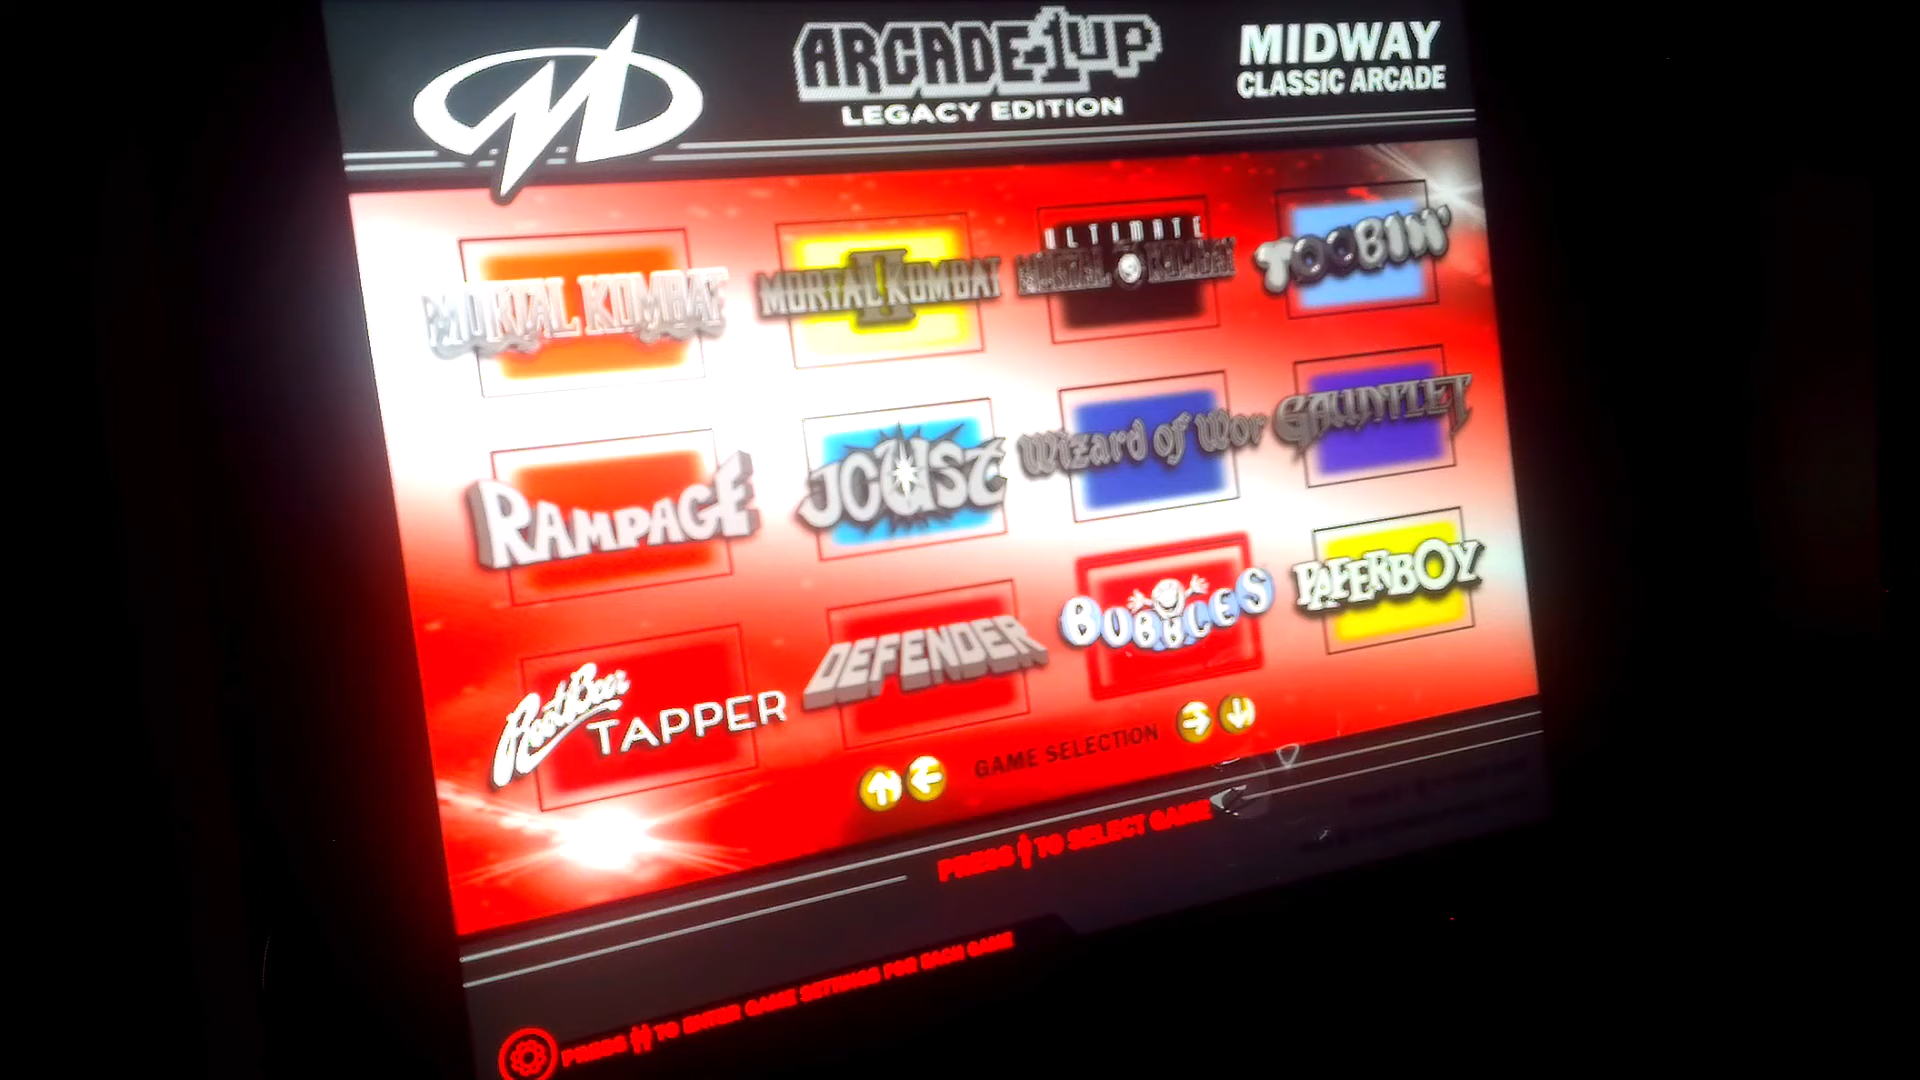 ARCADE1UP
LEGACY EDITION
MIDWAY
CLASSIC ARCADE
MORTAL KOMBAT
MORTAL KOMBAT
II
ULTIMATE
MORTAL KOMBAT
TOOBIN'
RAMPAGE
JOUST
Wizard of Wor
GAUNTLET
Root Beer
TAPPER
DEFENDER
BUBBLES
PAPERBOY
GAME SELECTION
PRESS TO SELECT GAME
PRESS TO ENTER GAME SETTINGS FOR EACH GAME